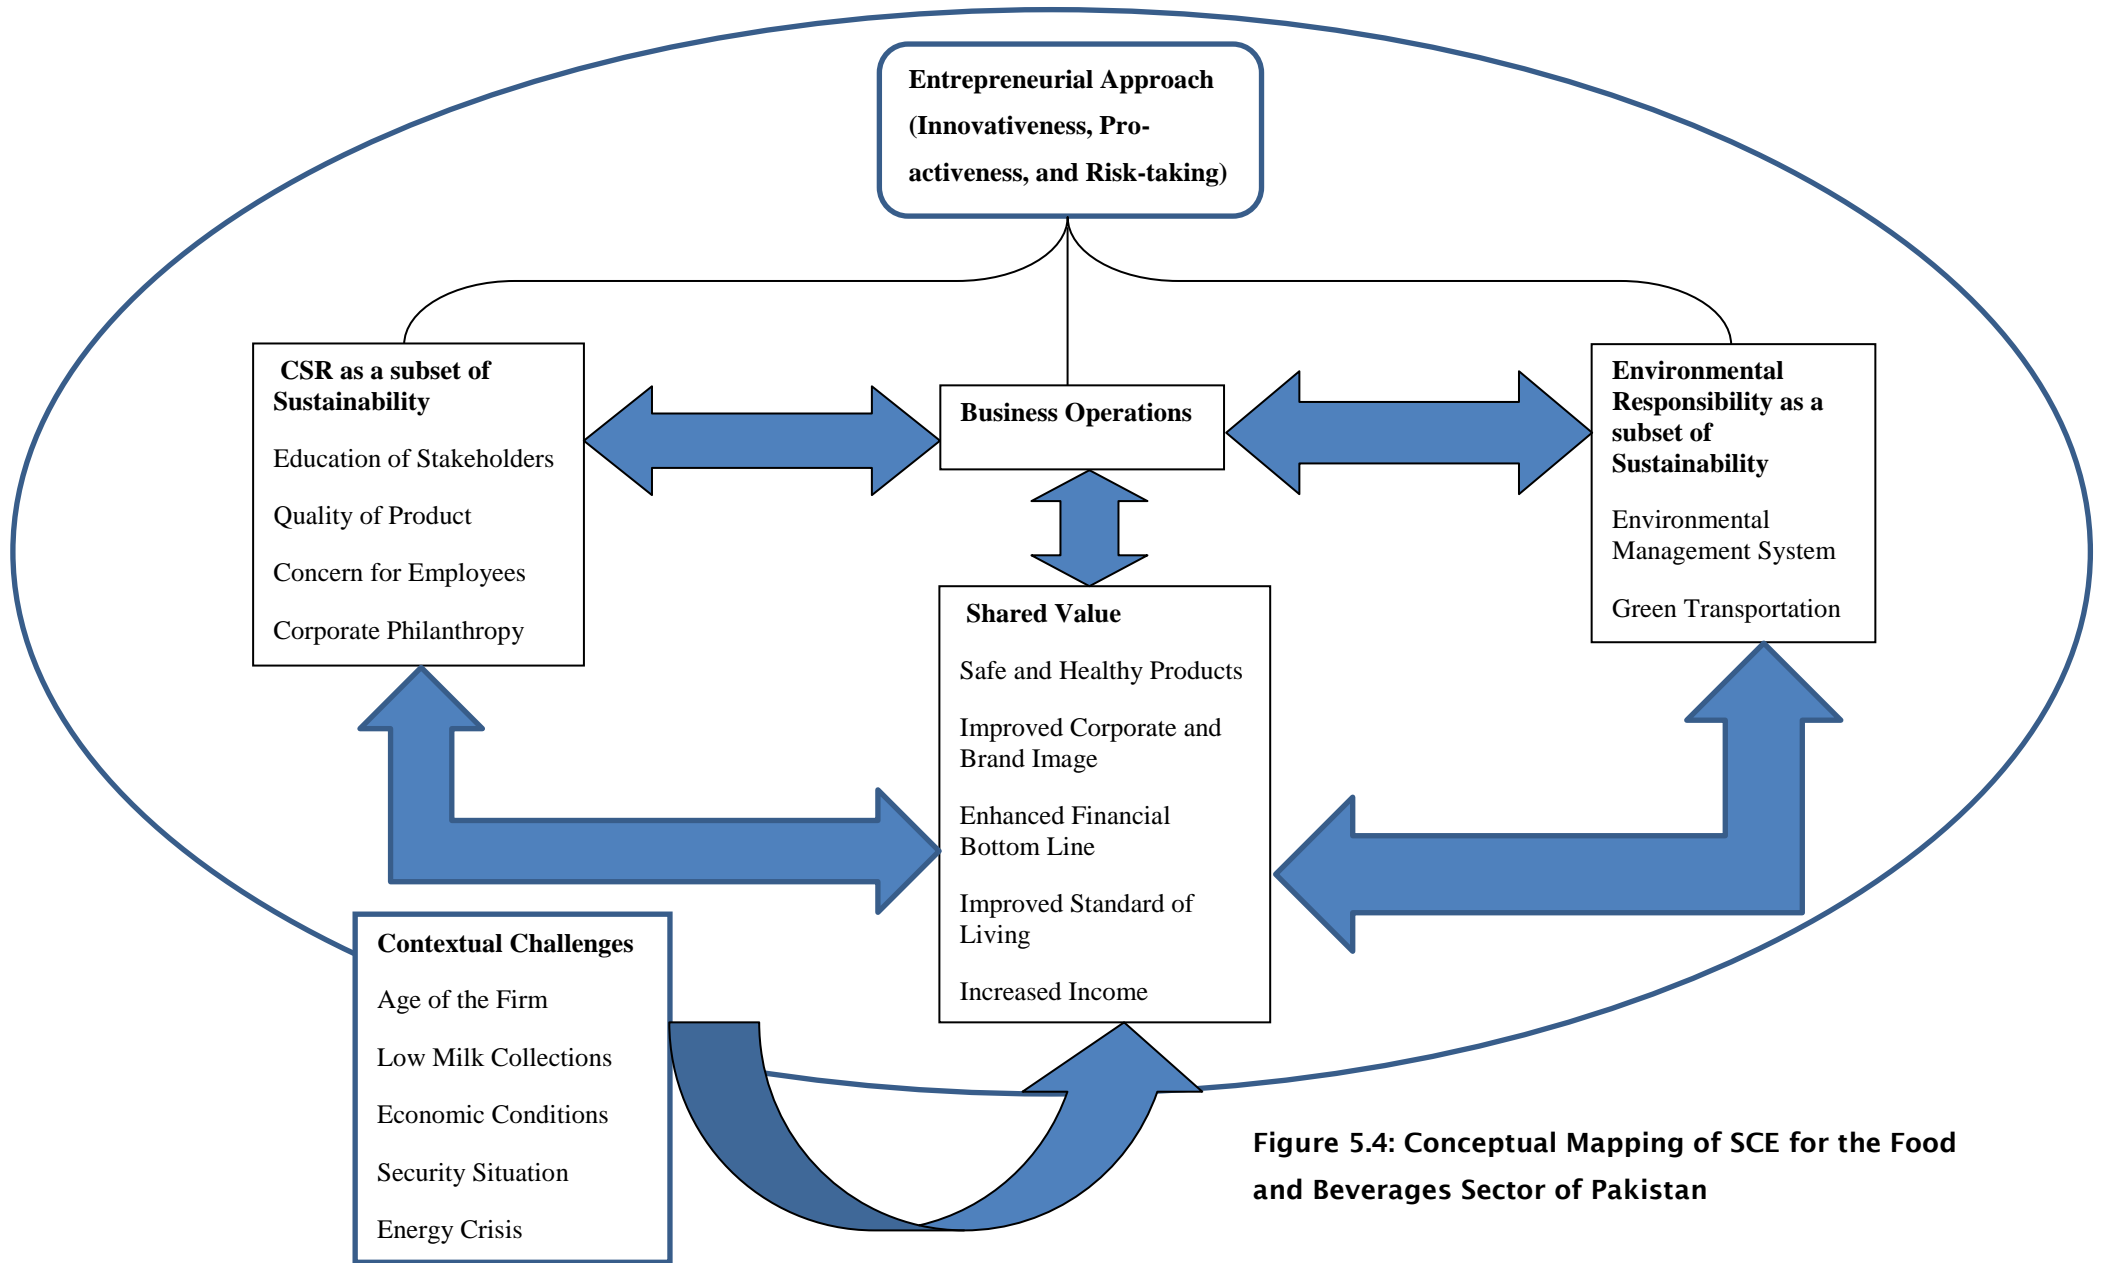 Entrepreneurial Approach
(Innovativeness, Pro-
activeness, and Risk-taking)
CSR as a subset of
Sustainability
Education of Stakeholders
Quality of Product
Concern for Employees
Corporate Philanthropy
Business Operations
Environmental
Responsibility as a
subset of
Sustainability
Environmental
Management System
Green Transportation
Shared Value
Safe and Healthy Products
Improved Corporate and
Brand Image
Enhanced Financial
Bottom Line
Improved Standard of
Living
Increased Income
Contextual Challenges
Age of the Firm
Low Milk Collections
Economic Conditions
Security Situation
Energy Crisis
Figure 5.4: Conceptual Mapping of SCE for the Food
and Beverages Sector of Pakistan